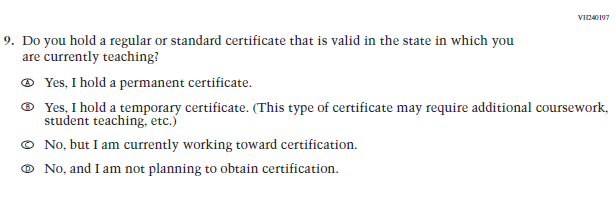 VH240197
9. Do you hold a regular or standard certificate that is valid in the state in which you
are currently teaching?
Ⓐ Yes, I hold a permanent certificate.
Ⓑ Yes, I hold a temporary certificate. (This type of certificate may require additional coursework,
student teaching, etc.)
Ⓒ No, but I am currently working toward certification.
Ⓓ No, and I am not planning to obtain certification.